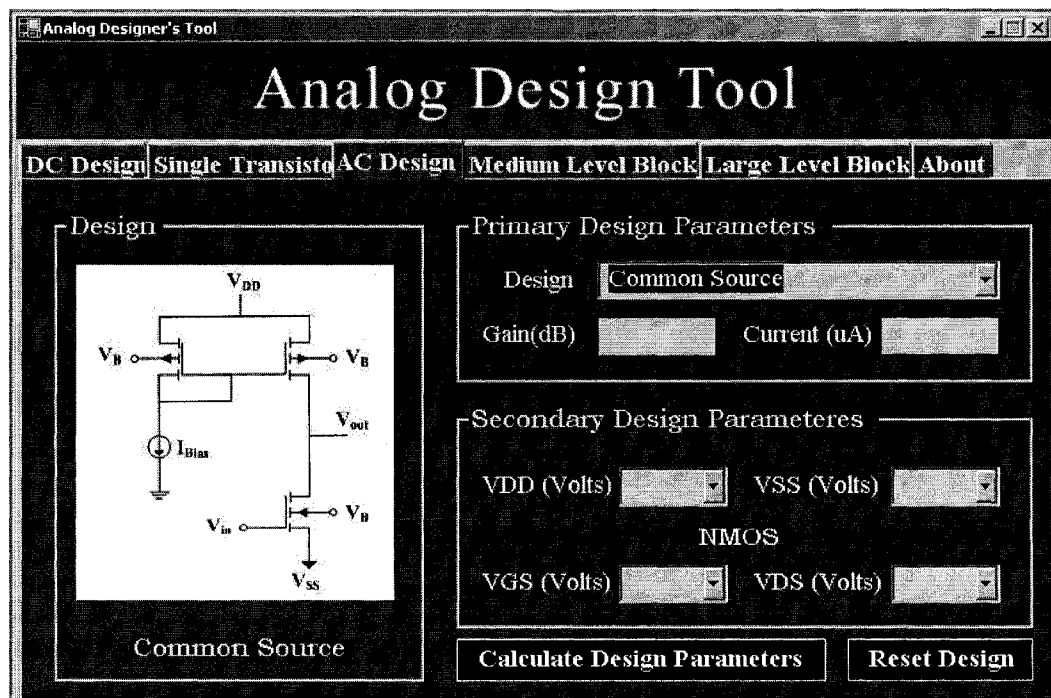 Analog Designer's Tool
Analog Design Tool
DC Design Single Transisto AC Design Medium Level Block Large Level Block About
Design
VDD
VB VB
Vout
IBias
Vin VB
VSS
Common Source
Primary Design Parameters
Design Common Source
Gain(dB) Current (uA)
Secondary Design Parameteres
VDD (Volts) VSS (Volts)
NMOS
VGS (Volts) VDS (Volts)
Calculate Design Parameters Reset Design